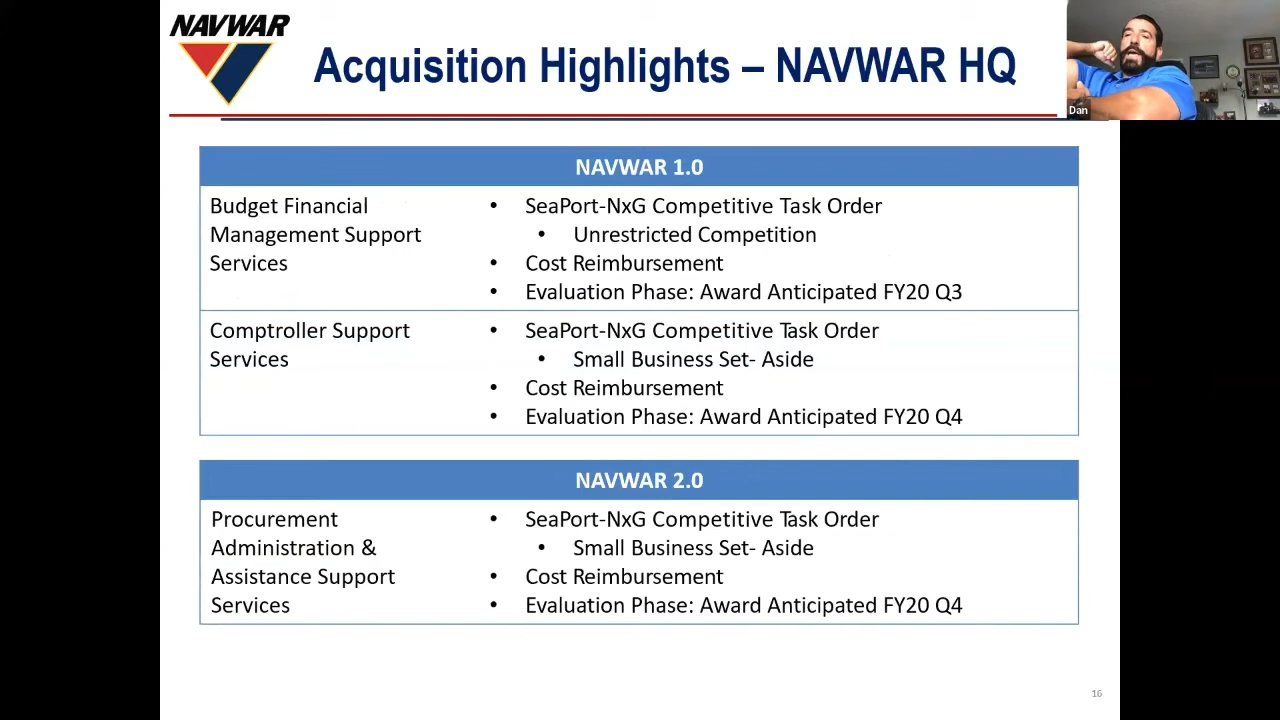 NAVWAR
Acquisition Highlights – NAVWAR HQ
Dan
NAVWAR 1.0
Budget Financial
Management Support
Services
• SeaPort-NxG Competitive Task Order
• Unrestricted Competition
• Cost Reimbursement
• Evaluation Phase: Award Anticipated FY20 Q3
Comptroller Support
Services
• SeaPort-NxG Competitive Task Order
• Small Business Set- Aside
• Cost Reimbursement
• Evaluation Phase: Award Anticipated FY20 Q4
NAVWAR 2.0
Procurement
Administration &
Assistance Support
Services
• SeaPort-NxG Competitive Task Order
• Small Business Set- Aside
• Cost Reimbursement
• Evaluation Phase: Award Anticipated FY20 Q4
16